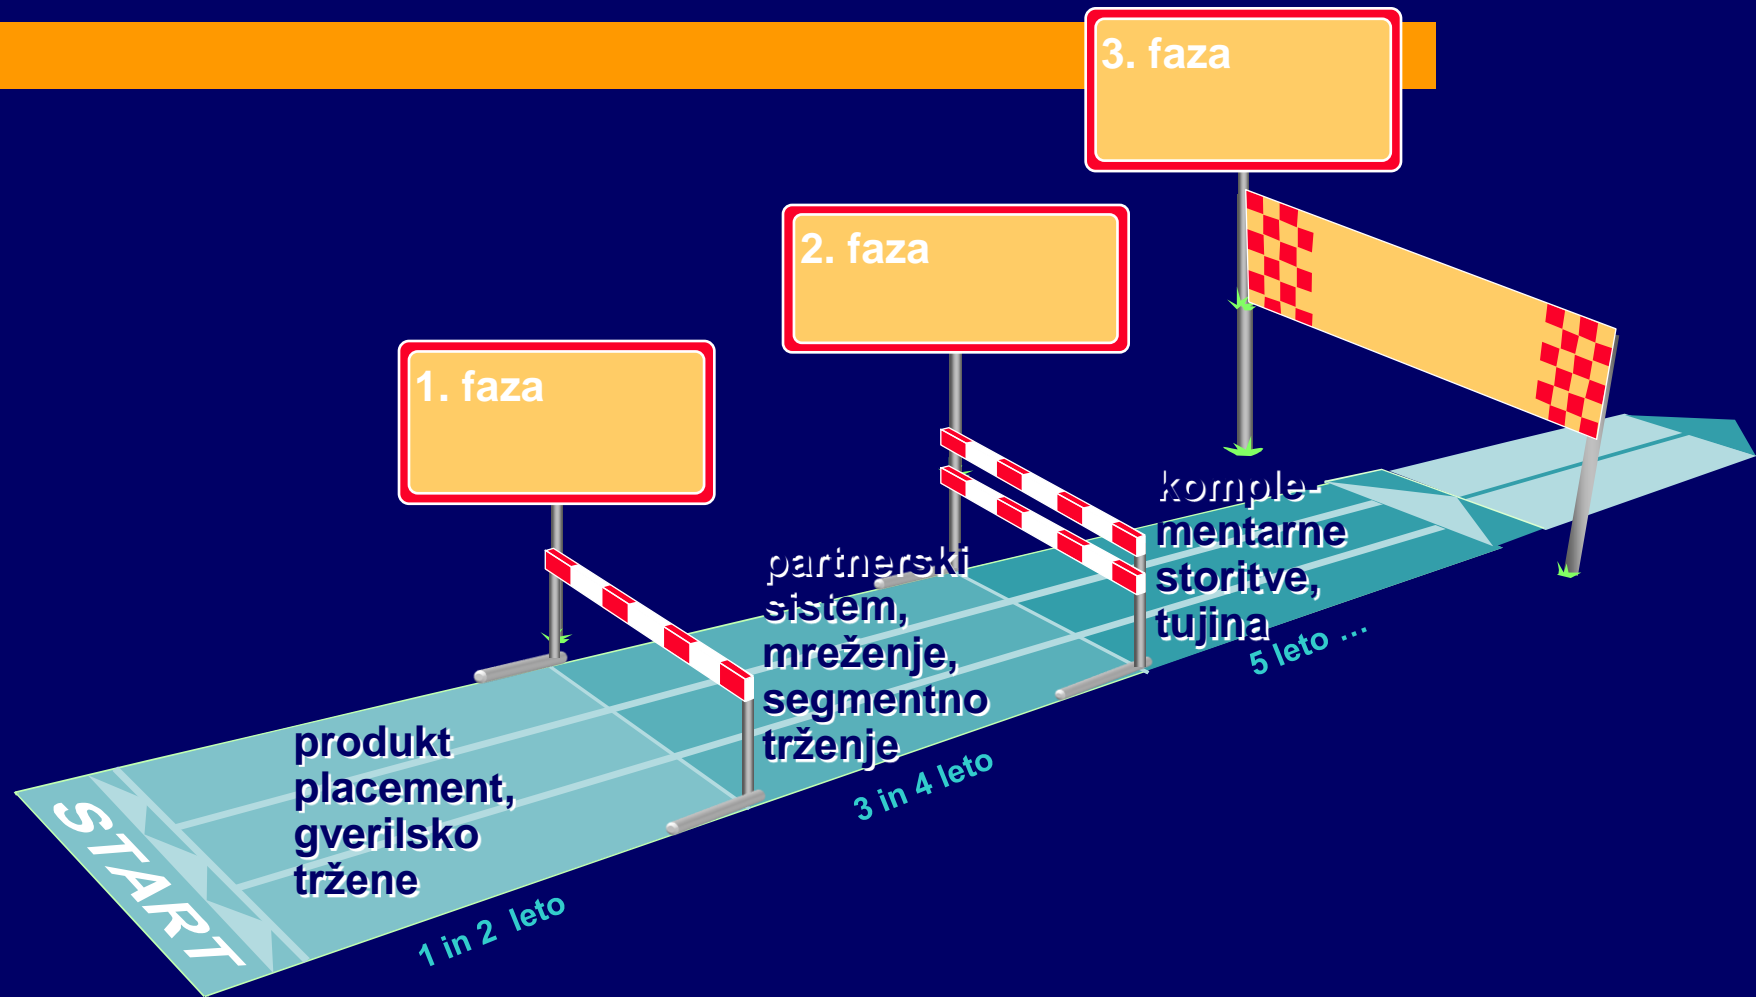 3. faza
2. faza
1. faza
komple-
mentarne
storitve,
tujina
5 leto ...
partnerski
sistem,
mreženje,
segmentno
trženje
3 in 4 leto
produkt
placement,
gverilsko
tržene
1 in 2 leto
START